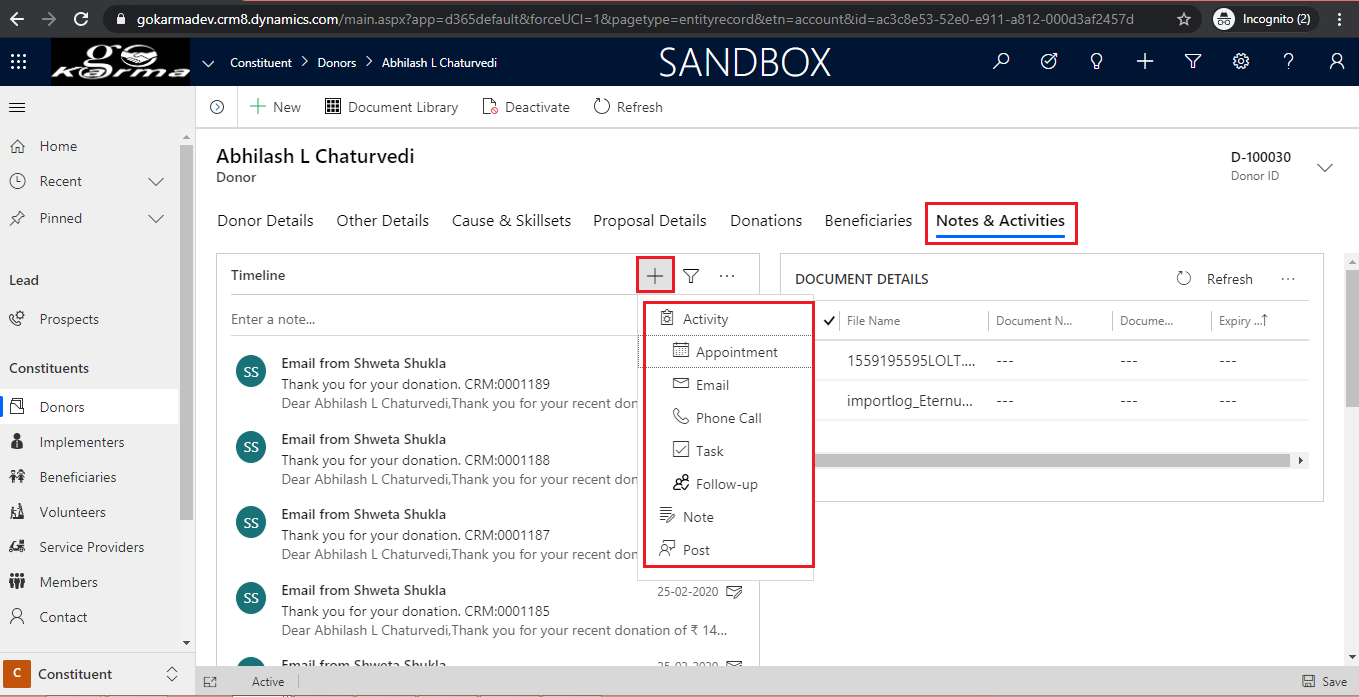 gokarmadev.crm8.dynamics.com/main.aspx?app=d365default&forceUCI=1&pagetype=entityrecord&etn=account&id=ac3c8e53-52e0-e911-a812-000d3af2457d
Incognito (2)
go karma
Constituent > Donors > Abhilash L Chaturvedi
SANDBOX
New
Document Library
Deactivate
Refresh
Home
Recent
Pinned
Lead
Prospects
Constituents
Donors
Implementers
Beneficiaries
Volunteers
Service Providers
Members
Contact
C Constituent
Abhilash L Chaturvedi
Donor
D-100030
Donor ID
Donor Details
Other Details
Cause & Skillsets
Proposal Details
Donations
Beneficiaries
Notes & Activities
Timeline
Enter a note...
SS
Email from Shweta Shukla
Thank you for your donation. CRM:0001189
Dear Abhilash L Chaturvedi,Thank you for your recent don
SS
Email from Shweta Shukla
Thank you for your donation. CRM:0001188
Dear Abhilash L Chaturvedi,Thank you for your recent don
SS
Email from Shweta Shukla
Thank you for your donation. CRM:0001187
Dear Abhilash L Chaturvedi,Thank you for your recent don
SS
Email from Shweta Shukla
25-02-2020
Thank you for your donation. CRM:0001185
Dear Abhilash L Chaturvedi,Thank you for your recent donation of ₹ 14...
Email from Shweta Shukla
25-02-2020
Activity
Appointment
Email
Phone Call
Task
Follow-up
Note
Post
DOCUMENT DETAILS
Refresh
File Name
Document N...
Docume...
Expiry ...↑
1559195595LOLT....
---
---
---
importlog_Eternu...
---
---
---
Active
Save